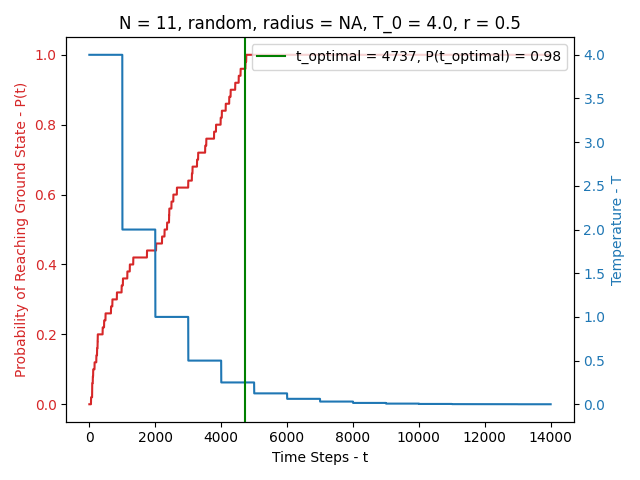 N = 11, random, radius = NA, T_0 = 4.0, r = 0.5
t_optimal = 4737, P(t_optimal) = 0.98
Probability of Reaching Ground State - P(t)
1.0
0.8
0.6
0.4
0.2
0.0
4.0
3.5
3.0
2.5
2.0
1.5
1.0
0.5
0.0
Temperature - T
0 2000 4000 6000 8000 10000 12000 14000
Time Steps - t